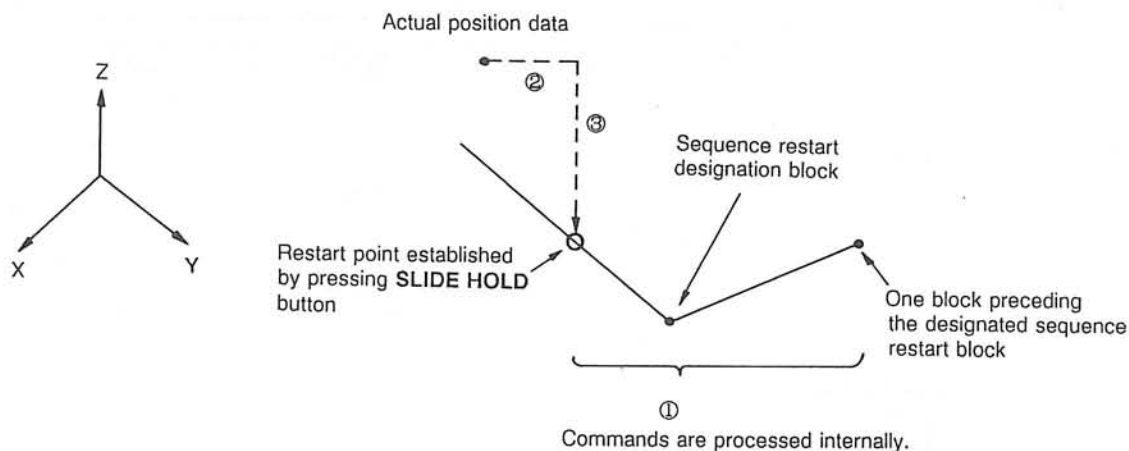 Actual position data
Z
②
③
Sequence restart
designation block
X
Y
Restart point established
by pressing SLIDE HOLD
button
One block preceding
the designated sequence
restart block
①
Commands are processed internally.